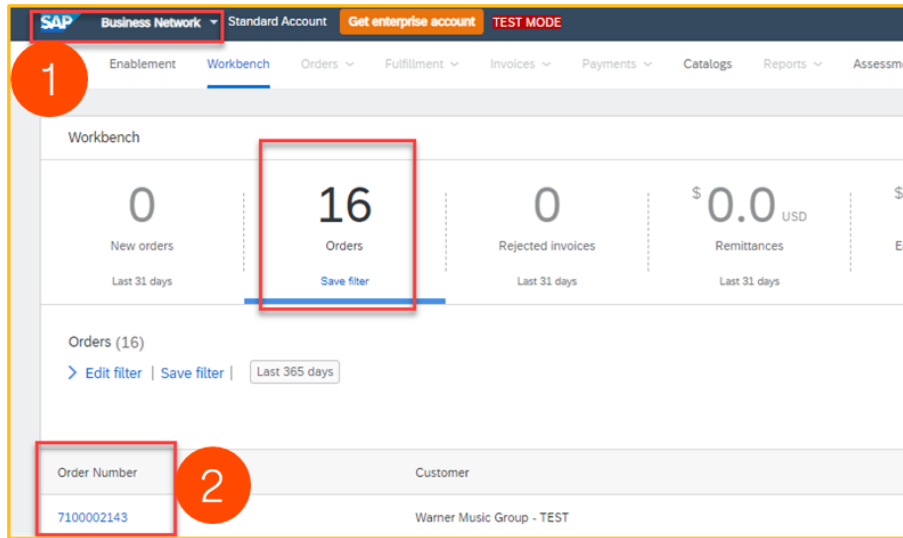 SAP Business Network Standard Account Get enterprise account TEST MODE
1
Enablement Workbench Orders Fulfillment Invoices Payments Catalogs Reports Assessm
Workbench
0 16 0 $ 0.0 USD $
New orders Orders Rejected invoices Remittances E
Last 31 days Save filter Last 31 days Last 31 days
Orders (16)
> Edit filter | Save filter | Last 365 days
Order Number Customer
2
7100002143 Warner Music Group - TEST